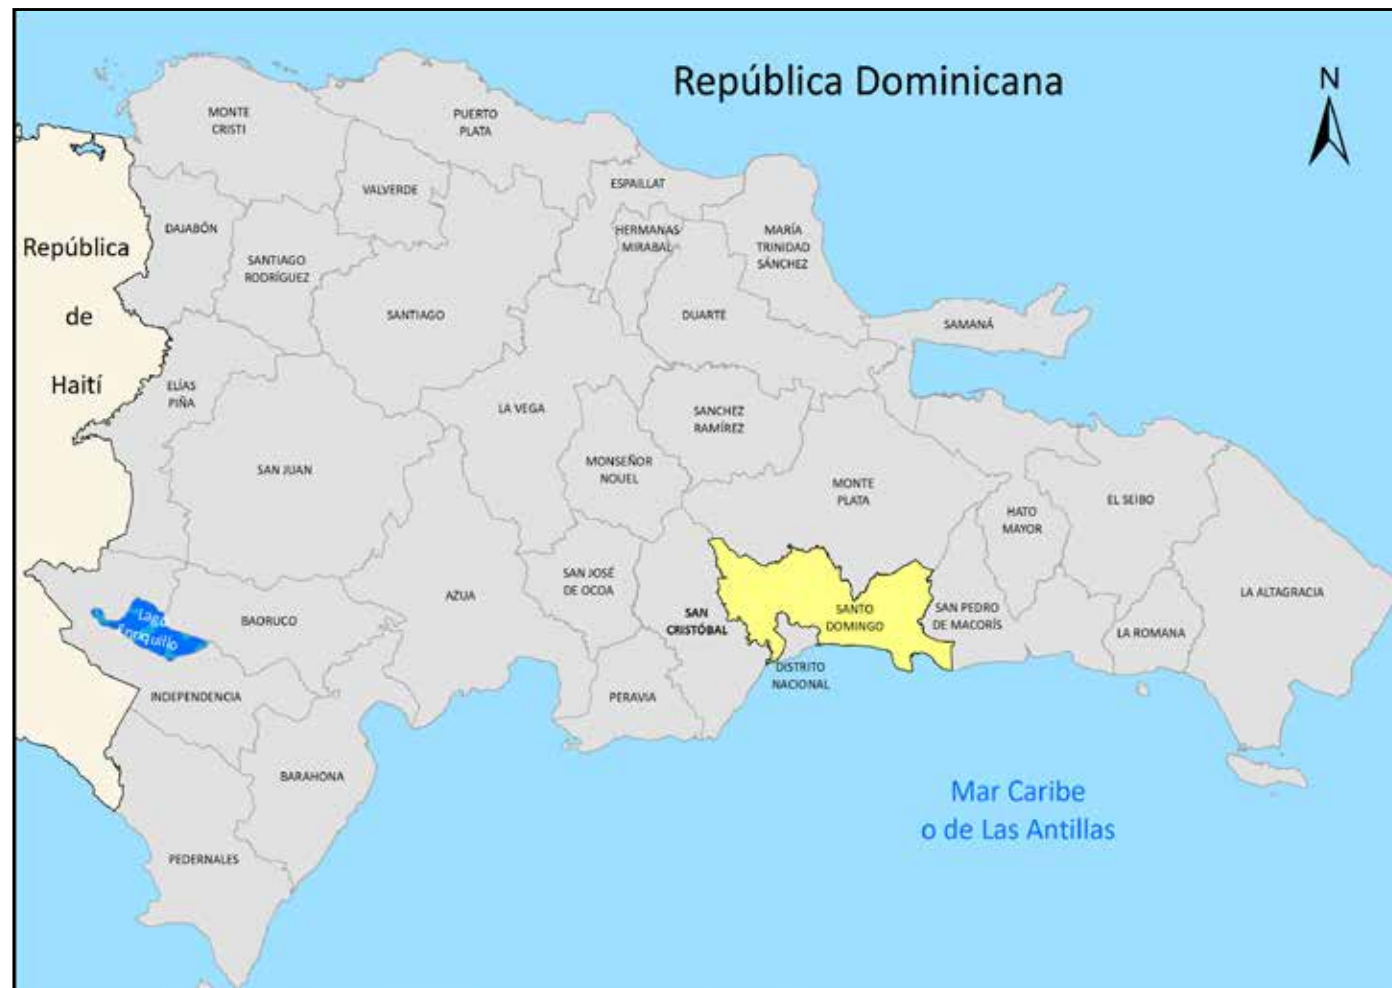 República Dominicana
N
MONTE
CRISTI
PUERTO
PLATA
ESPAILLAT
VALVERDE
DAJABÓN
HERMANAS
MIRABAL
MARÍA
TRINIDAD
SÁNCHEZ
República
de
Haití
SANTIAGO
RODRÍGUEZ
SANTIAGO
DUARTE
SAMANÁ
ELÍAS
PIÑA
LA VEGA
SANCHEZ
RAMÍREZ
SAN JUAN
MONSEÑOR
NOUEL
MONTE
PLATA
HATO
MAYOR
EL SEIBO
SAN JOSÉ
DE OCOA
AZUA
LA ALTAGRACIA
Lago
Enriquillo
BAORUCO
SAN
CRISTÓBAL
SANTO
DOMINGO
SAN PEDRO
DE MACORÍS
LA ROMANA
DISTRITO
NACIONAL
INDEPENDENCIA
PERAVIA
BARAHONA
Mar Caribe
o de Las Antillas
PEDERNALES